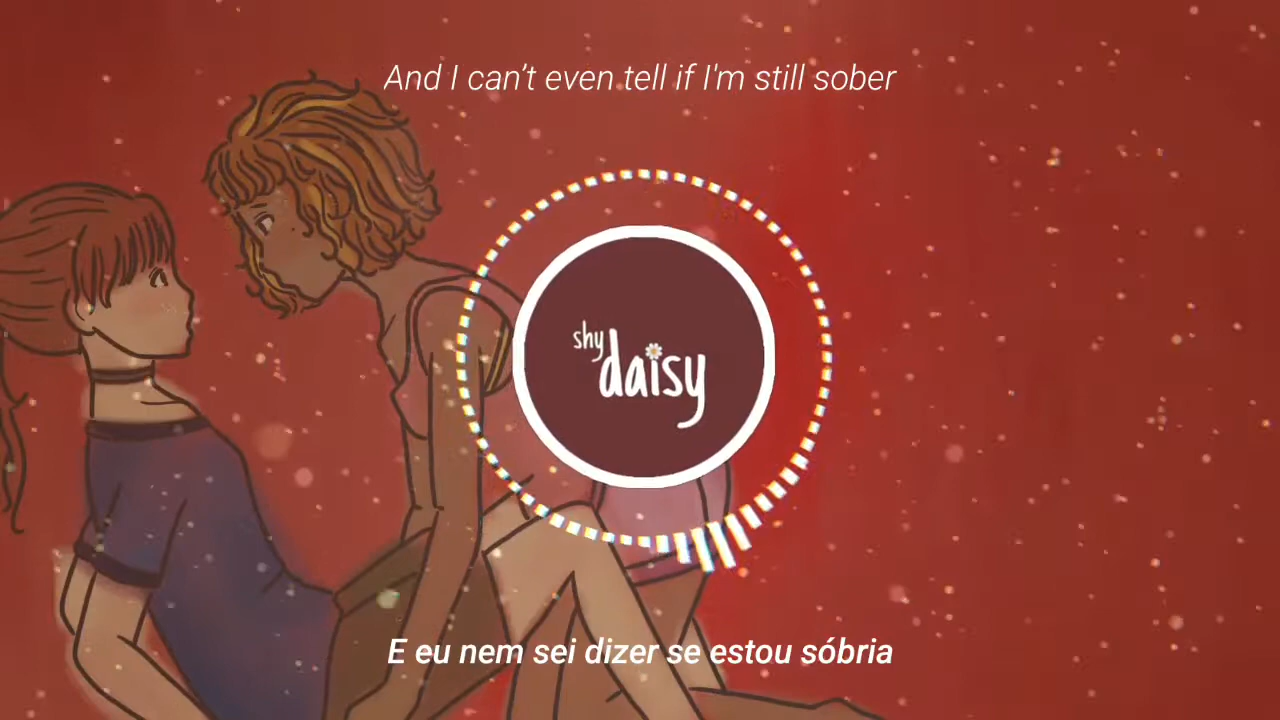 And I can’t even tell if I'm still sober
shy
daisy
E eu nem sei dizer se estou sóbria